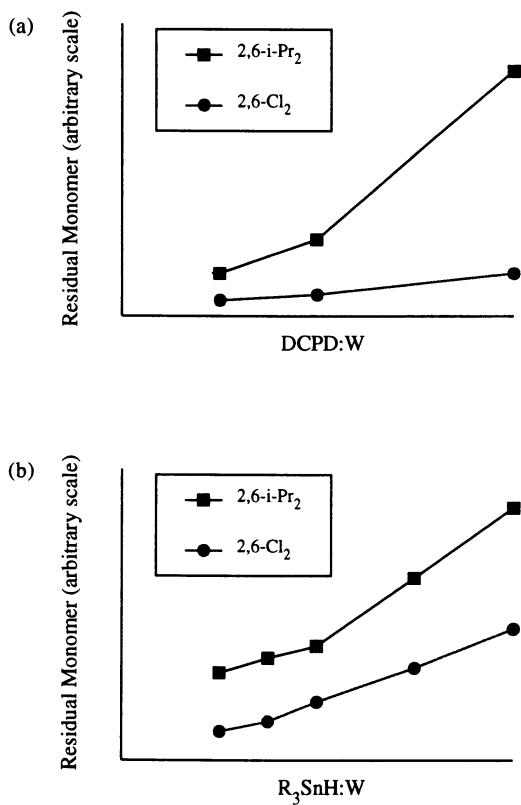 (a)
Residual Monomer (arbitrary scale)
2,6-i-Pr₂
2,6-Cl₂
DCPD:W
(b)
Residual Monomer (arbitrary scale)
2,6-i-Pr₂
2,6-Cl₂
R₃SnH:W